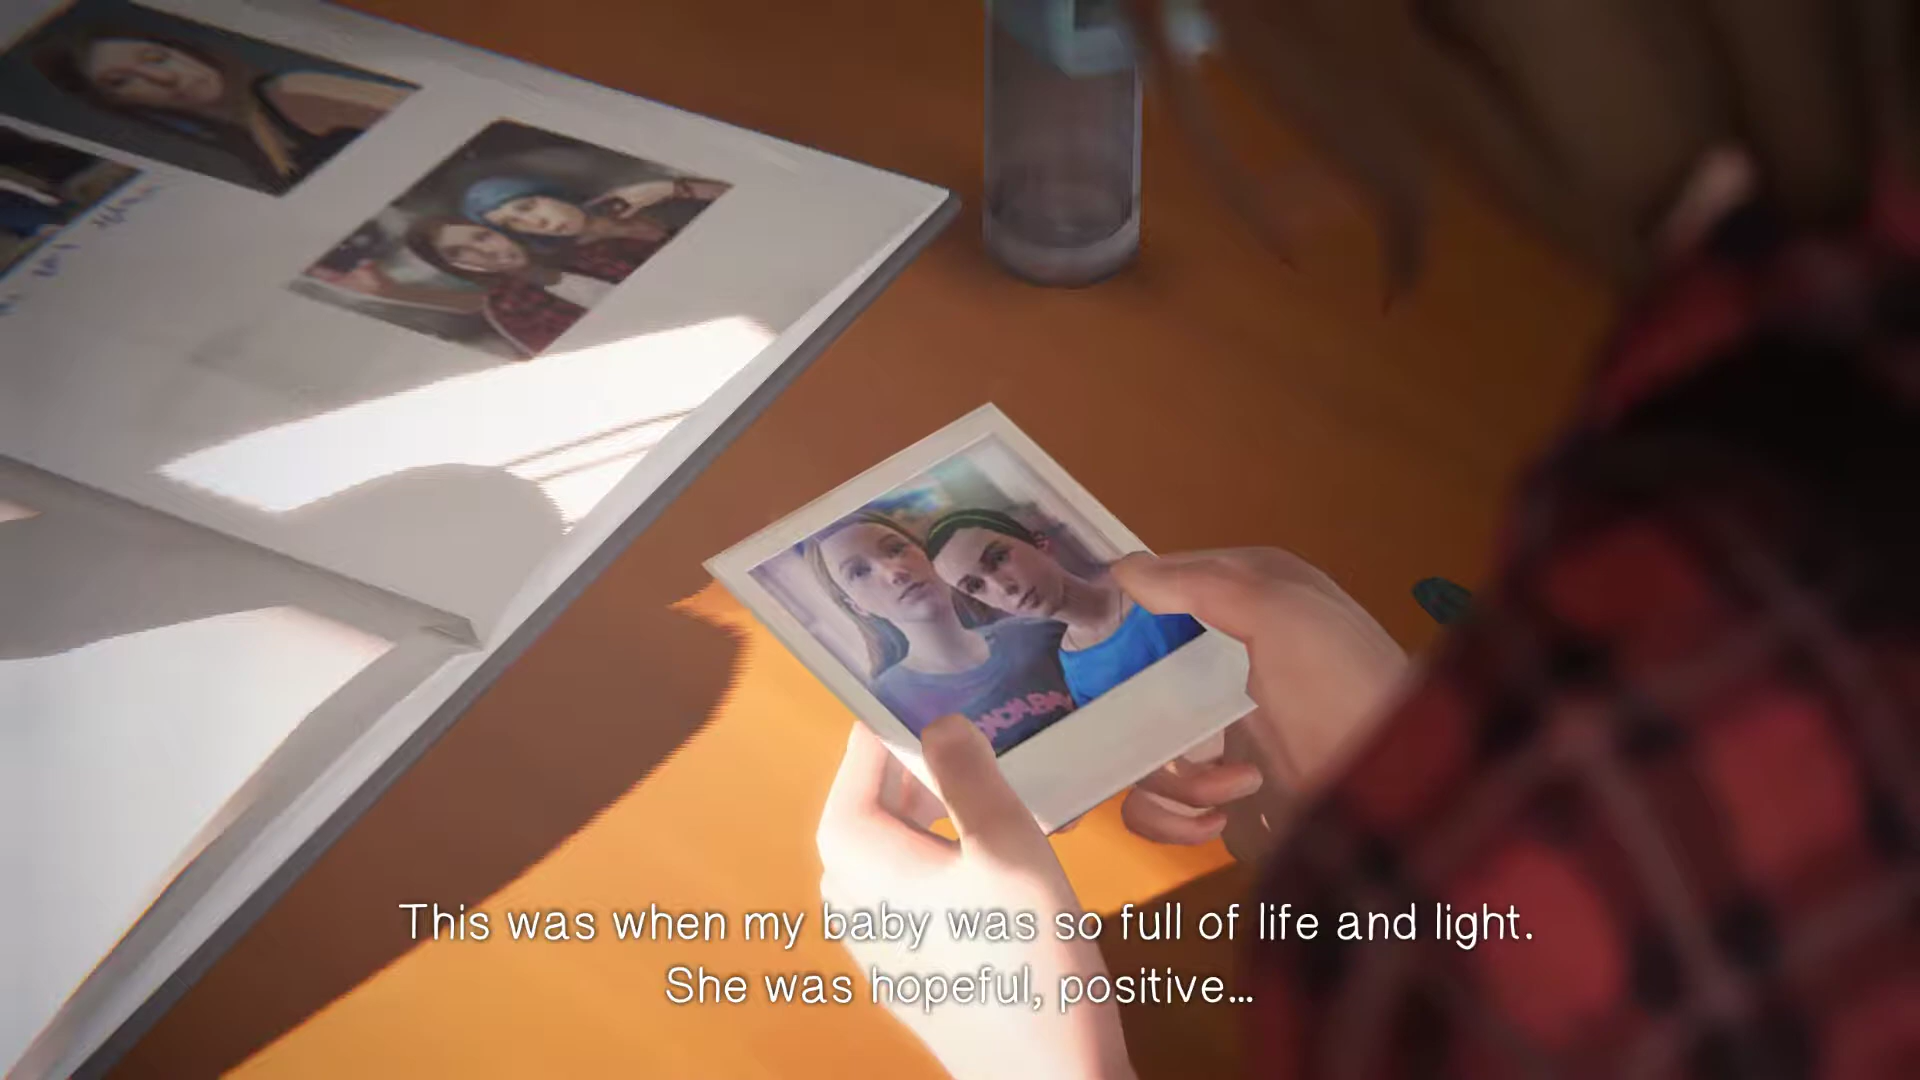 This was when my baby was so full of life and light.
She was hopeful, positive...